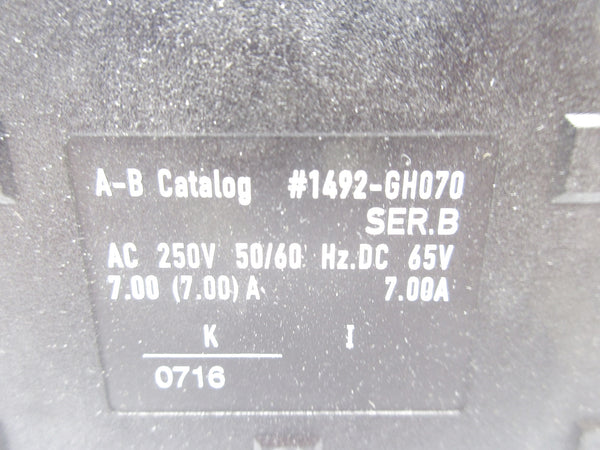 A-B Catalog #1492-GH070
SER.B
AC 250V 50/60 Hz.DC 65V
7.00 (7.00) A 7.00A
K I
0716